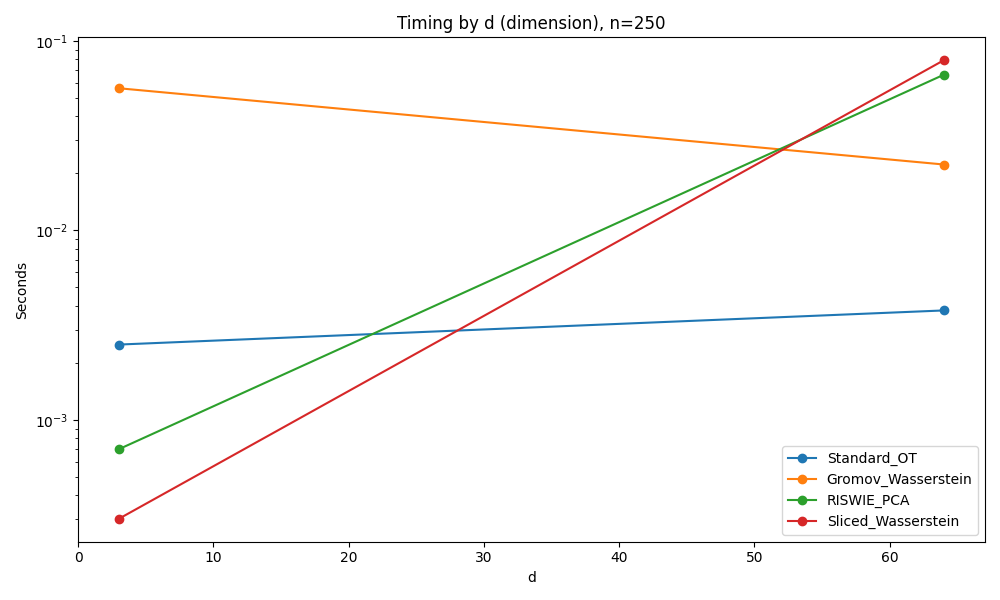 Timing by d (dimension), n=250
Seconds
10⁻¹
10⁻²
10⁻³
0 10 20 30 40 50 60
d
Standard_OT
Gromov_Wasserstein
RISWIE_PCA
Sliced_Wasserstein